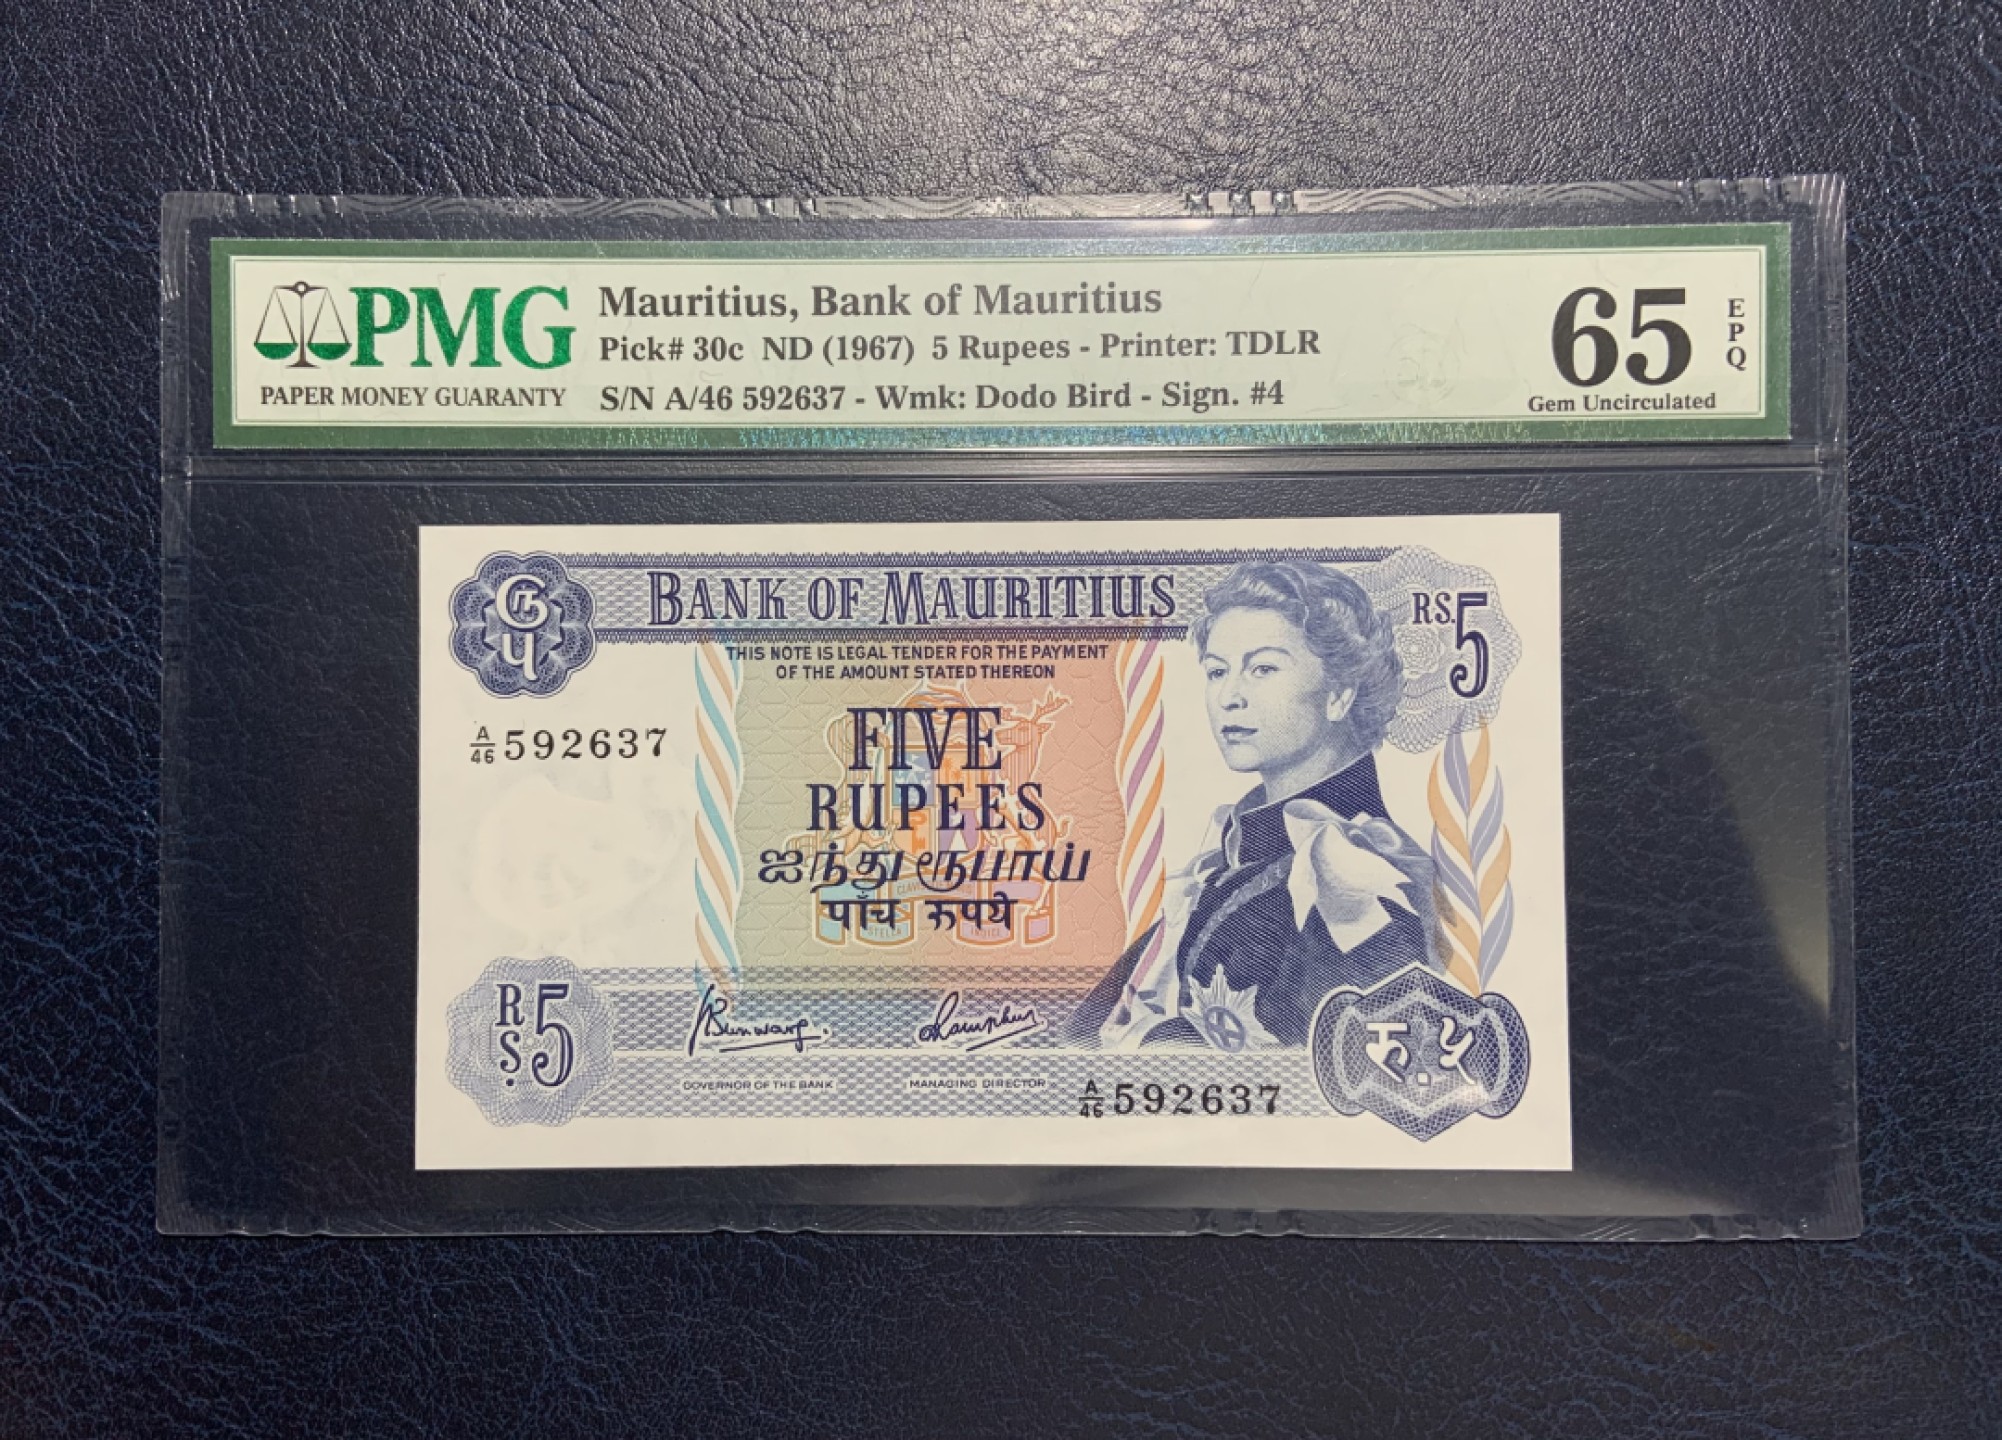 PMG
PAPER MONEY GUARANTY
Mauritius, Bank of Mauritius
Pick# 30c ND (1967) 5 Rupees - Printer: TDLR
S/N A/46 592637 - Wmk: Dodo Bird - Sign. #4
65
EPQ
Gem Uncirculated
BANK OF MAURITIUS
RS.5
THIS NOTE IS LEGAL TENDER FOR THE PAYMENT
OF THE AMOUNT STATED THEREON
A/46 592637
FIVE
RUPEES
ஐந்து ரூபாய்
पाँच रूपये
STELLA
INDICI
RS 5
GOVERNOR OF THE BANK
MANAGING DIRECTOR
A/46 592637
रु. ५